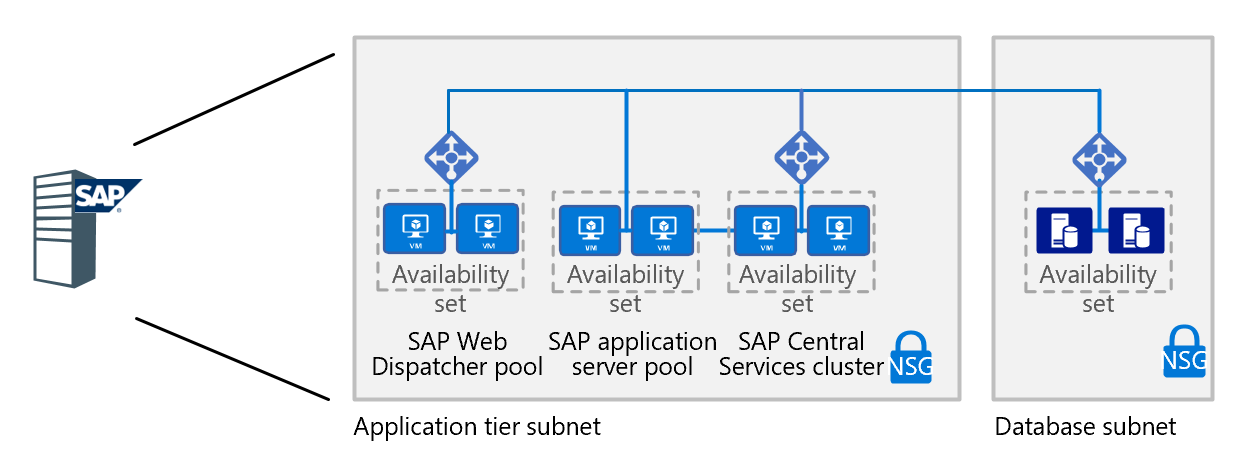 SAP
VM
VM
VM
VM
VM
VM
Availability
set
Availability
set
Availability
set
Availability
set
SAP Web
Dispatcher pool
SAP application
server pool
SAP Central
Services cluster
NSG
NSG
Application tier subnet
Database subnet